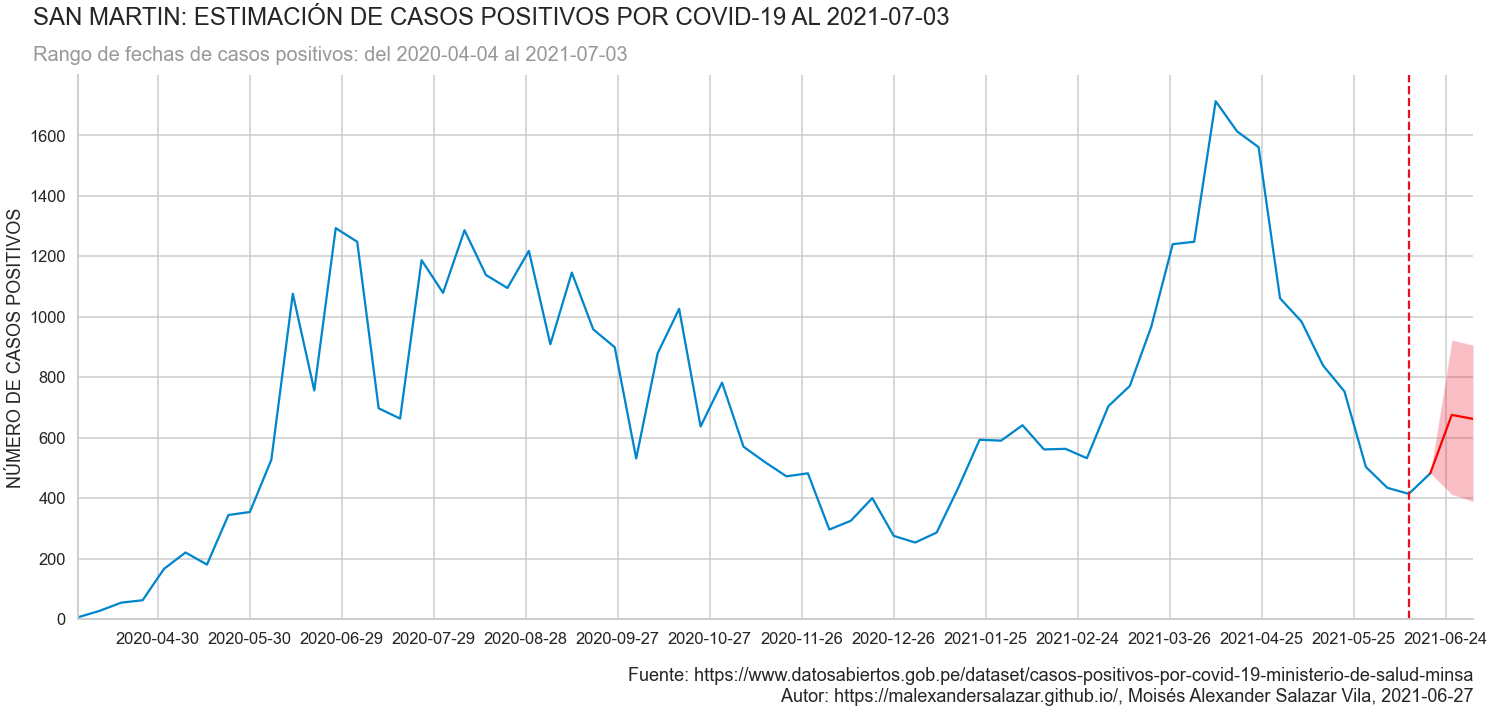 SAN MARTIN: ESTIMACIÓN DE CASOS POSITIVOS POR COVID-19 AL 2021-07-03
Rango de fechas de casos positivos: del 2020-04-04 al 2021-07-03
NÚMERO DE CASOS POSITIVOS
1600
1400
1200
1000
800
600
400
200
0
2020-04-30 2020-05-30 2020-06-29 2020-07-29 2020-08-28 2020-09-27 2020-10-27 2020-11-26 2020-12-26 2021-01-25 2021-02-24 2021-03-26 2021-04-25 2021-05-25 2021-06-24
Fuente: https://www.datosabiertos.gob.pe/dataset/casos-positivos-por-covid-19-ministerio-de-salud-minsa
Autor: https://malexandersalazar.github.io/, Moisés Alexander Salazar Vila, 2021-06-27